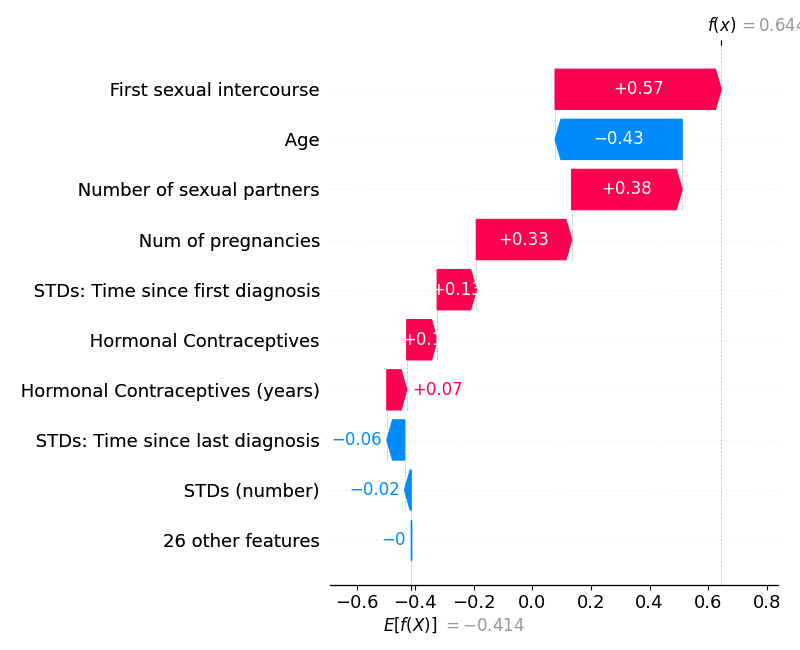 f(x) = 0.644
First sexual intercourse +0.57
Age −0.43
Number of sexual partners +0.38
Num of pregnancies +0.33
STDs: Time since first diagnosis +0.13
Hormonal Contraceptives +0.1
Hormonal Contraceptives (years) +0.07
STDs: Time since last diagnosis −0.06
STDs (number) −0.02
26 other features −0
−0.6 −0.4 −0.2 0.0 0.2 0.4 0.6 0.8
E[f(X)] = −0.414